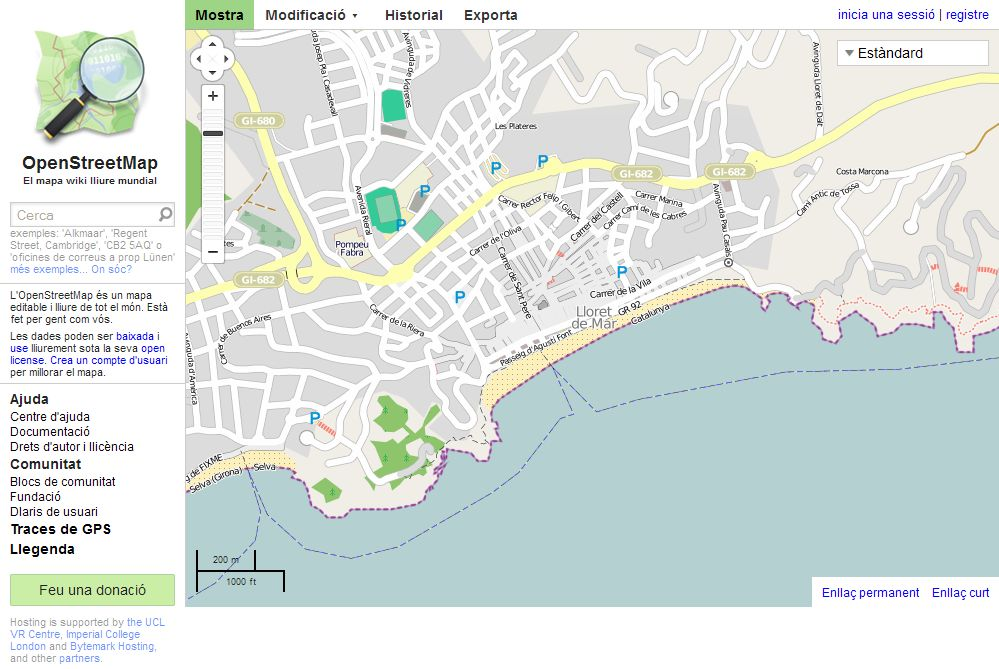 Mostra
Modificació
Historial
Exporta
inicia una sessió | registre
OpenStreetMap
El mapa wiki lliure mundial
Cerca
exemples: 'Alkmaar', 'Regent
Street, Cambridge', 'CB2 5AQ' o
'oficines de correus a prop Lünen'
més exemples... On sóc?
L'OpenStreetMap és un mapa
editable i lliure de tot el món. Està
fet per gent com vós.
Les dades poden ser baixada i
use lliurement sota la seva open
license. Crea un compte d'usuari
per millorar el mapa.
Ajuda
Centre d'ajuda
Documentació
Drets d'autor i llicència
Comunitat
Blocs de comunitat
Fundació
Diaris de usuari
Traces de GPS
Llegenda
Feu una donació
Hosting is supported by the UCL
VR Centre, Imperial College
London and Bytemark Hosting,
and other partners.
Estàndard
+
−
GI-680
Avinguda de Vidreres
Les Plateres
Avinguda Lloret de Dalt
P
P
P
P
GI-682
GI-682
Costa Marcona
Camí Antic de Tossa
Avinguda Rieral
Pompeu
Fabra
Carrer Rector Felip Gibert
Carrer del Castell
Carrer Marina
Carrer Camí de les Cabres
Avinguda Pau Casals
Carrer de l'Oliva
Carrer de Sant Pere
GI-682
P
P
Carrer de la Vila
GR 92
Catalunya
Lloret
de Mar
Carrer de la Riera
Passeig d'Agustí Font
Carrer de Buenos Aires
Avinguda d'Amèrica
P
g de FIXME
Selva
Selva (Girona)
200 m
1000 ft
Enllaç permanent
Enllaç curt